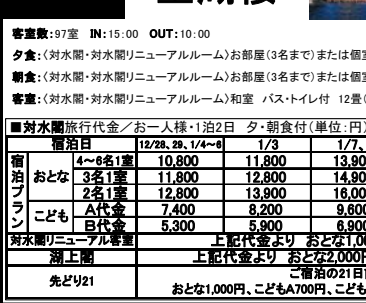 客室数:97室 IN:15:00 OUT:10:00
夕食:〈対水閣・対水閣リニューアルルーム〉お部屋(3名まで)または個
朝食:〈対水閣・対水閣リニューアルルーム〉お部屋(3名まで)または個
客室:〈対水閣・対水閣リニューアルルーム〉和室 バス・トイレ付 12畳(
■対水閣旅行代金/お一人様・1泊2日 夕・朝食付(単位:円)
宿泊日 12/28、29、1/4~6 1/3 1/7、
宿泊プラン おとな 4~6名1室 10,800 11,800 13,90
3名1室 11,800 12,800 14,90
2名1室 12,800 13,900 16,00
こども A代金 7,400 8,200 9,600
B代金 5,300 5,900 6,900
対水閣リニューアル客室 上記代金より おとな1,0
湖上閣 上記代金より おとな2,000円
先どり21 ご宿泊の21日
おとな1,000円、こどもA700円、こども